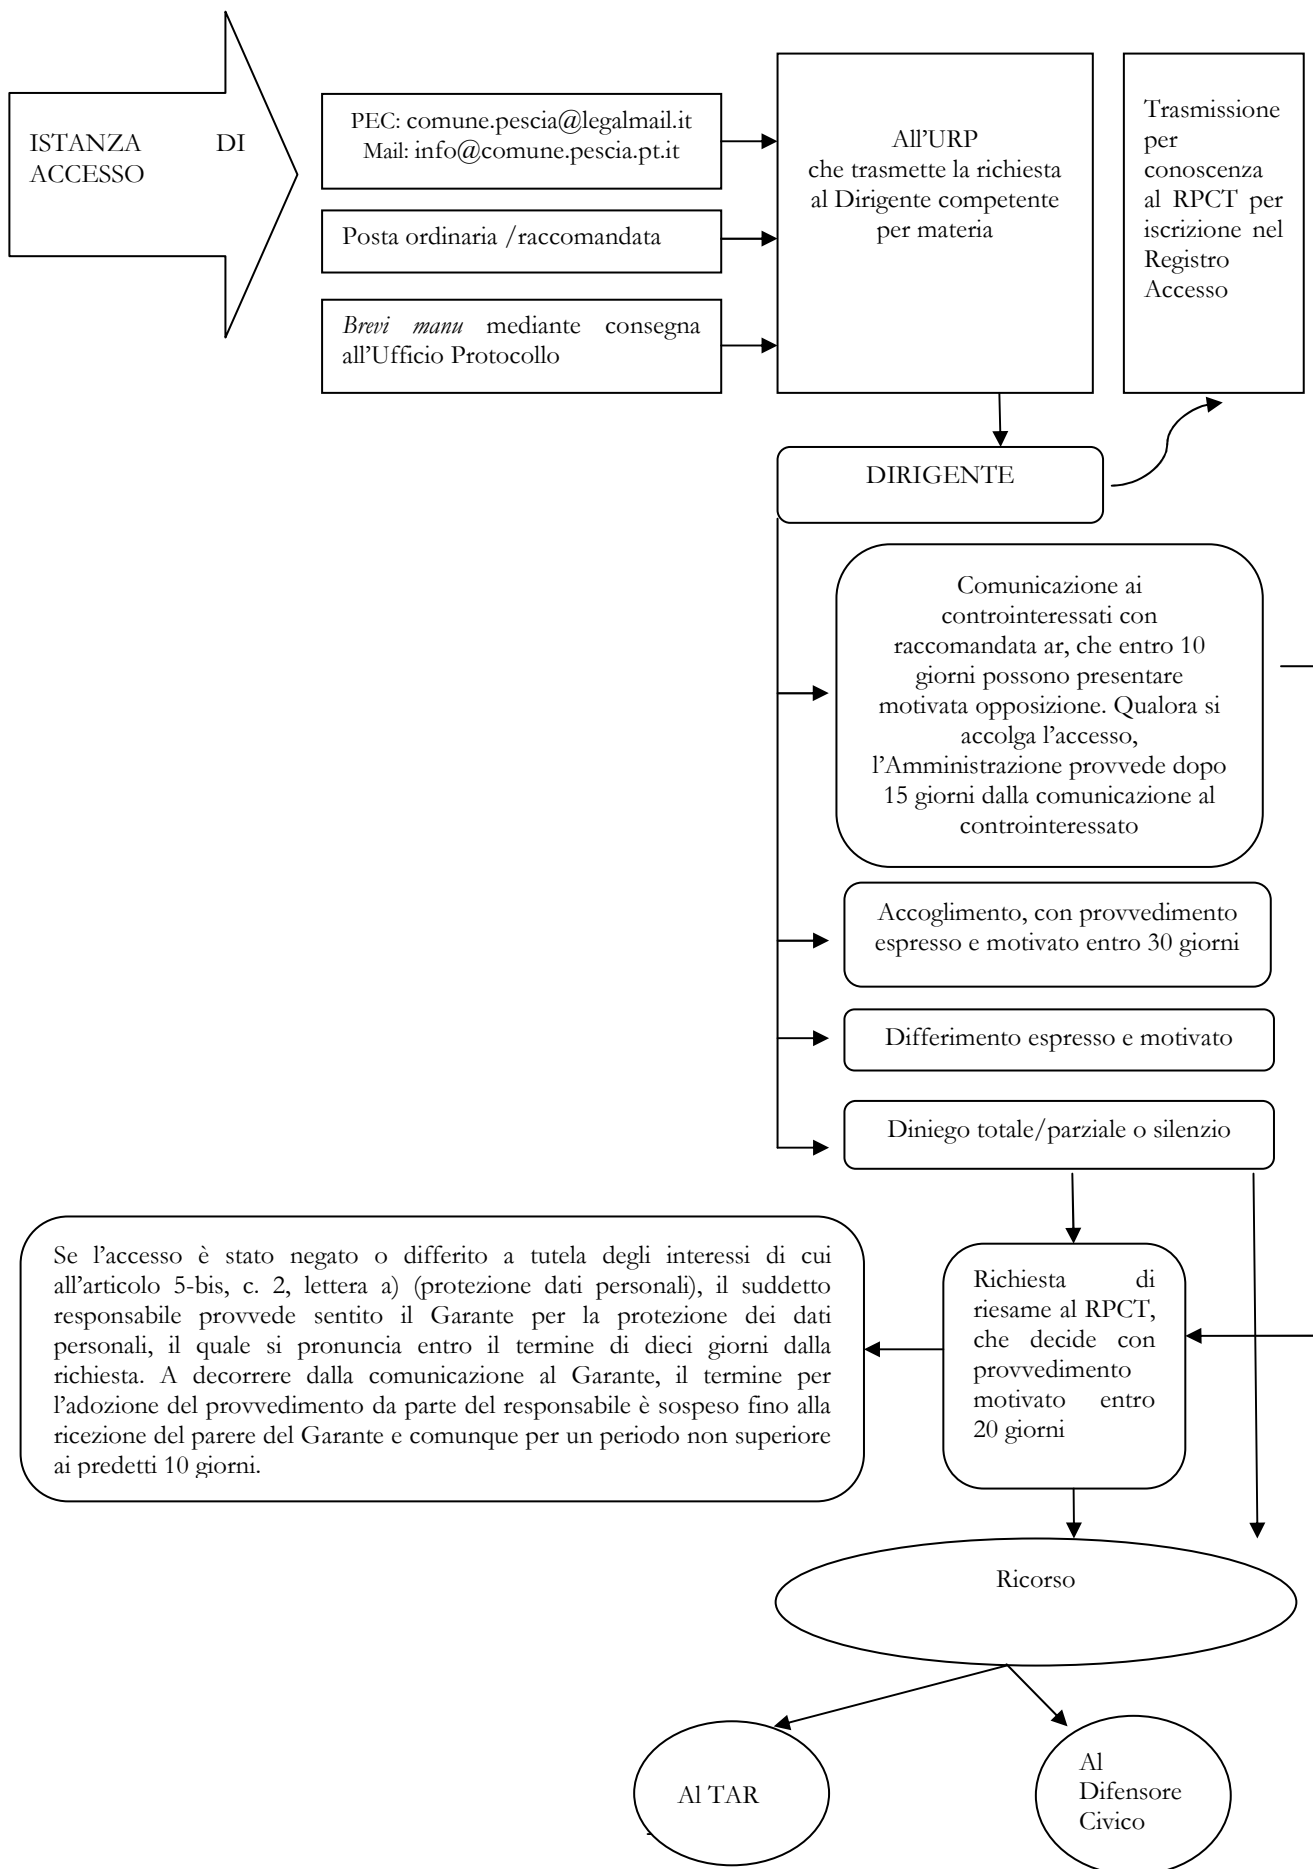 ISTANZA DI
ACCESSO
PEC: comune.pescia@legalmail.it
Mail: info@comune.pescia.pt.it
Posta ordinaria /raccomandata
Brevi manu mediante consegna
all'Ufficio Protocollo
All'URP
che trasmette la richiesta
al Dirigente competente
per materia
Trasmissione
per
conoscenza
al RPCT per
iscrizione nel
Registro
Accesso
DIRIGENTE
Comunicazione ai
controinteressati con
raccomandata ar, che entro 10
giorni possono presentare
motivata opposizione. Qualora si
accolga l'accesso,
l'Amministrazione provvede dopo
15 giorni dalla comunicazione al
controinteressato
Accoglimento, con provvedimento
espresso e motivato entro 30 giorni
Differimento espresso e motivato
Diniego totale/parziale o silenzio
Se l'accesso è stato negato o differito a tutela degli interessi di cui
all'articolo 5-bis, c. 2, lettera a) (protezione dati personali), il suddetto
responsabile provvede sentito il Garante per la protezione dei dati
personali, il quale si pronuncia entro il termine di dieci giorni dalla
richiesta. A decorrere dalla comunicazione al Garante, il termine per
l'adozione del provvedimento da parte del responsabile è sospeso fino alla
ricezione del parere del Garante e comunque per un periodo non superiore
ai predetti 10 giorni.
Richiesta di
riesame al RPCT,
che decide con
provvedimento
motivato entro
20 giorni
Ricorso
Al TAR
Al
Difensore
Civico